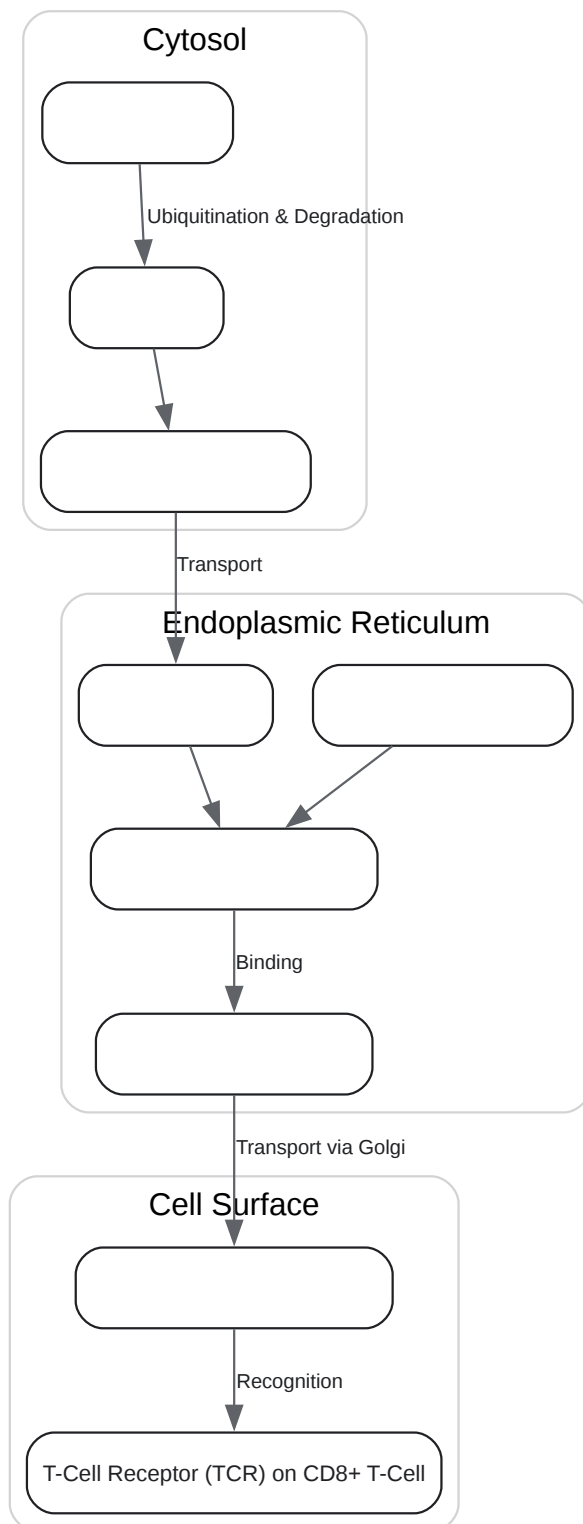 Cytosol
Ubiquitination & Degradation
Transport
Endoplasmic Reticulum
Binding
Transport via Golgi
Cell Surface
Recognition
T-Cell Receptor (TCR) on CD8+ T-Cell